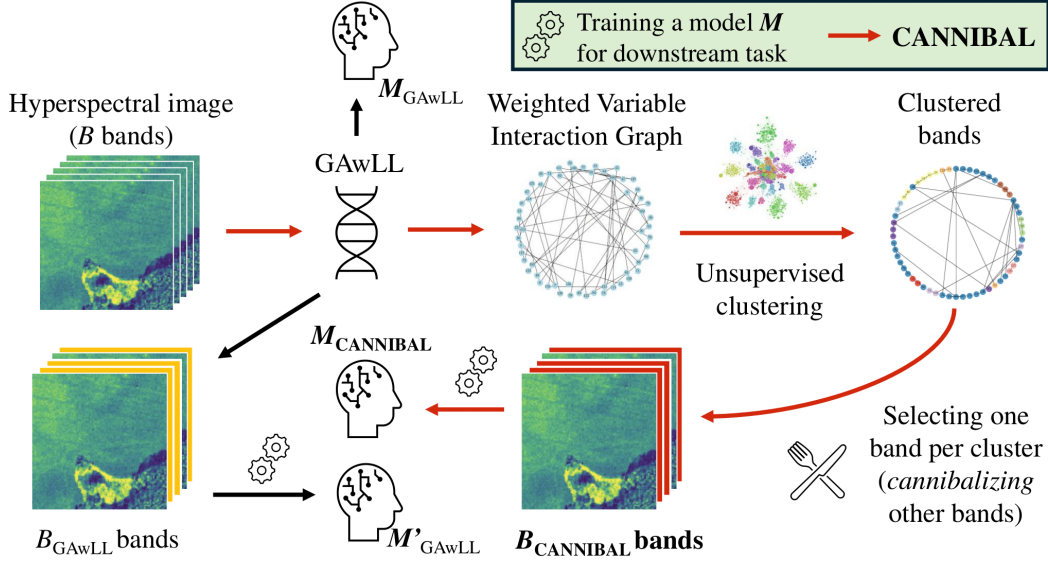 Training a model M
for downstream task
CANNIBAL
M_GAwLL
Hyperspectral image
(B bands)
GAwLL
Weighted Variable
Interaction Graph
Clustered
bands
Unsupervised
clustering
M_CANNIBAL
Selecting one
band per cluster
(cannibalizing
other bands)
B_GAwLL bands
M'_GAwLL
B_CANNIBAL bands